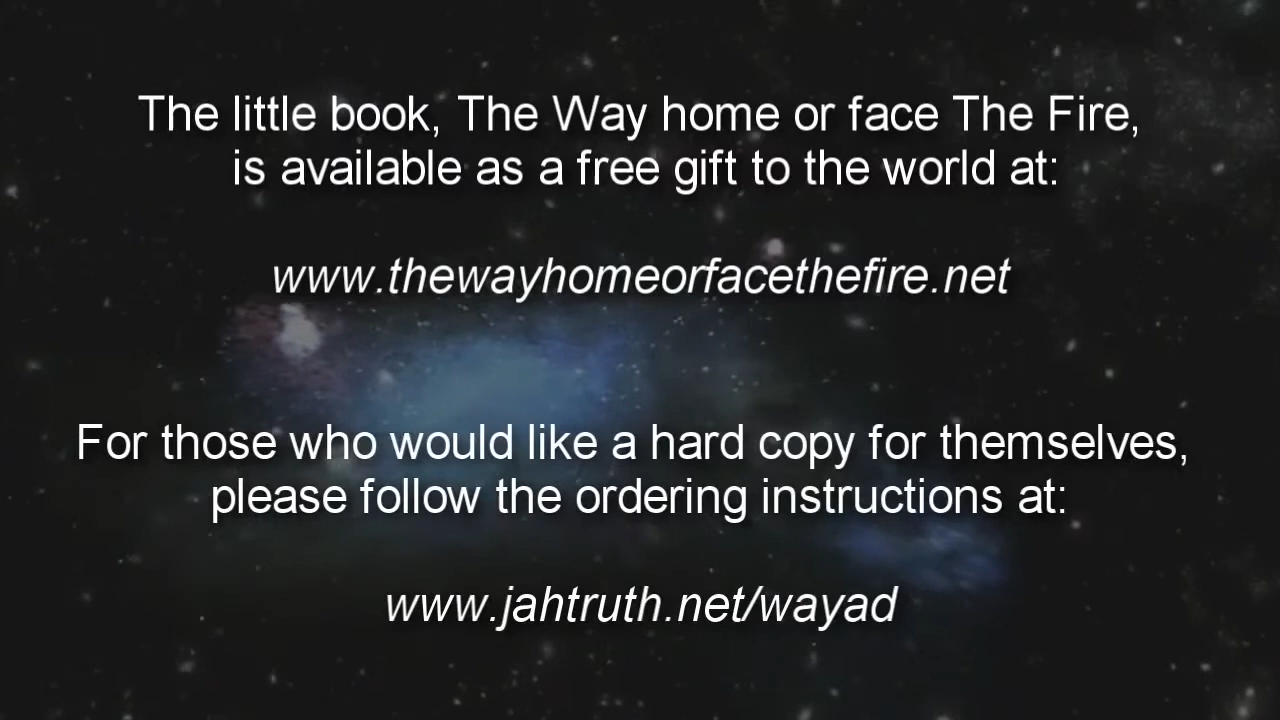 The little book, The Way home or face The Fire,
is available as a free gift to the world at:
www.thewayhomeorfacethefire.net
For those who would like a hard copy for themselves,
please follow the ordering instructions at:
www.jahtruth.net/wayad